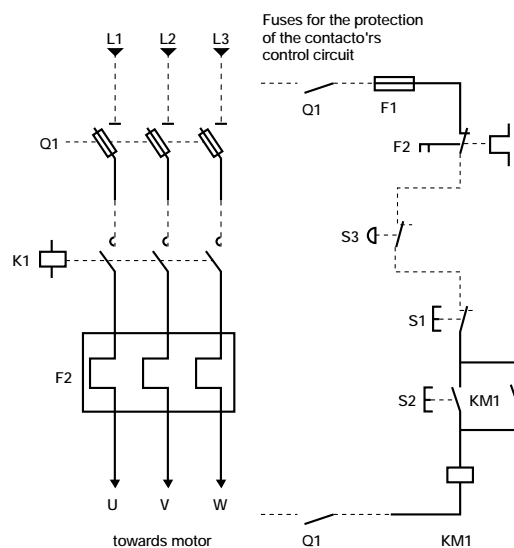 Fuses for the protection
of the contacto'rs
control circuit
L1 L2 L3
Q1 F1
Q1 F2
S3
K1
S1
F2
S2 KM1
U V W
towards motor Q1 KM1